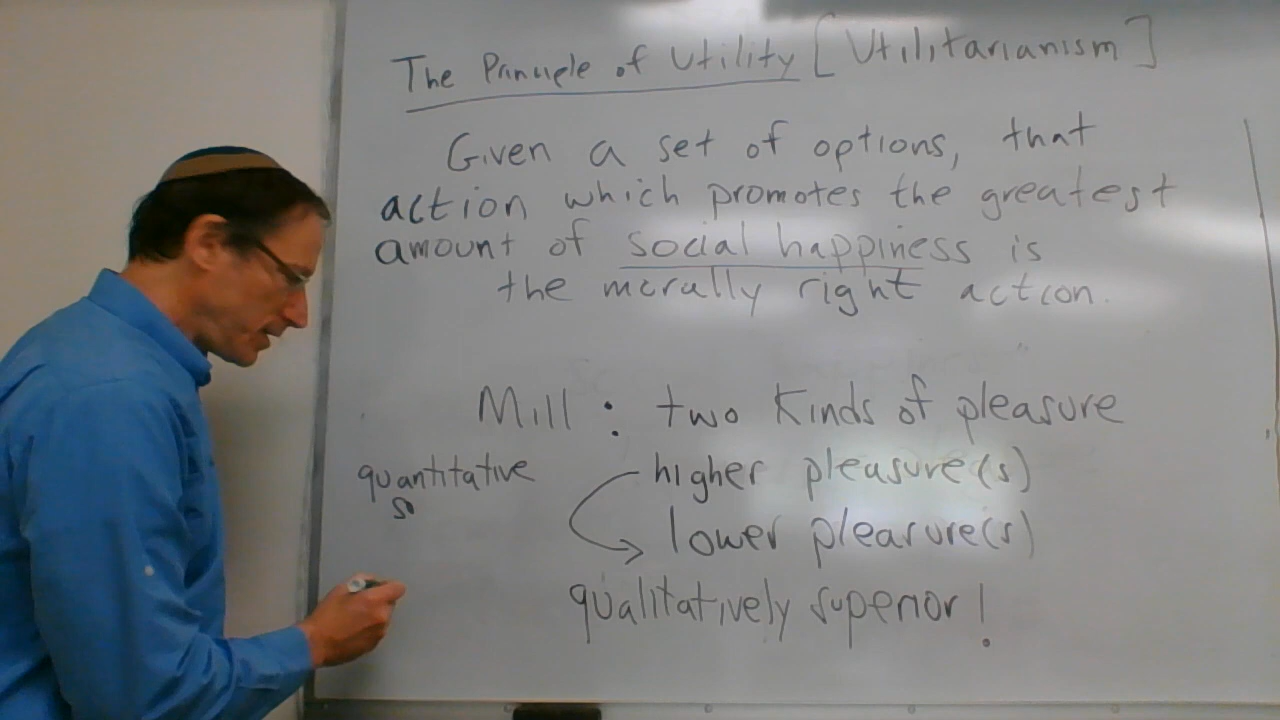 The Principle of Utility [Utilitarianism]
Given a set of options, that
action which promotes the greatest
amount of social happiness is
the morally right action.
Mill: two kinds of pleasure
quantitative
so
higher pleasure(s)
lower pleasure(s)
qualitatively superior!